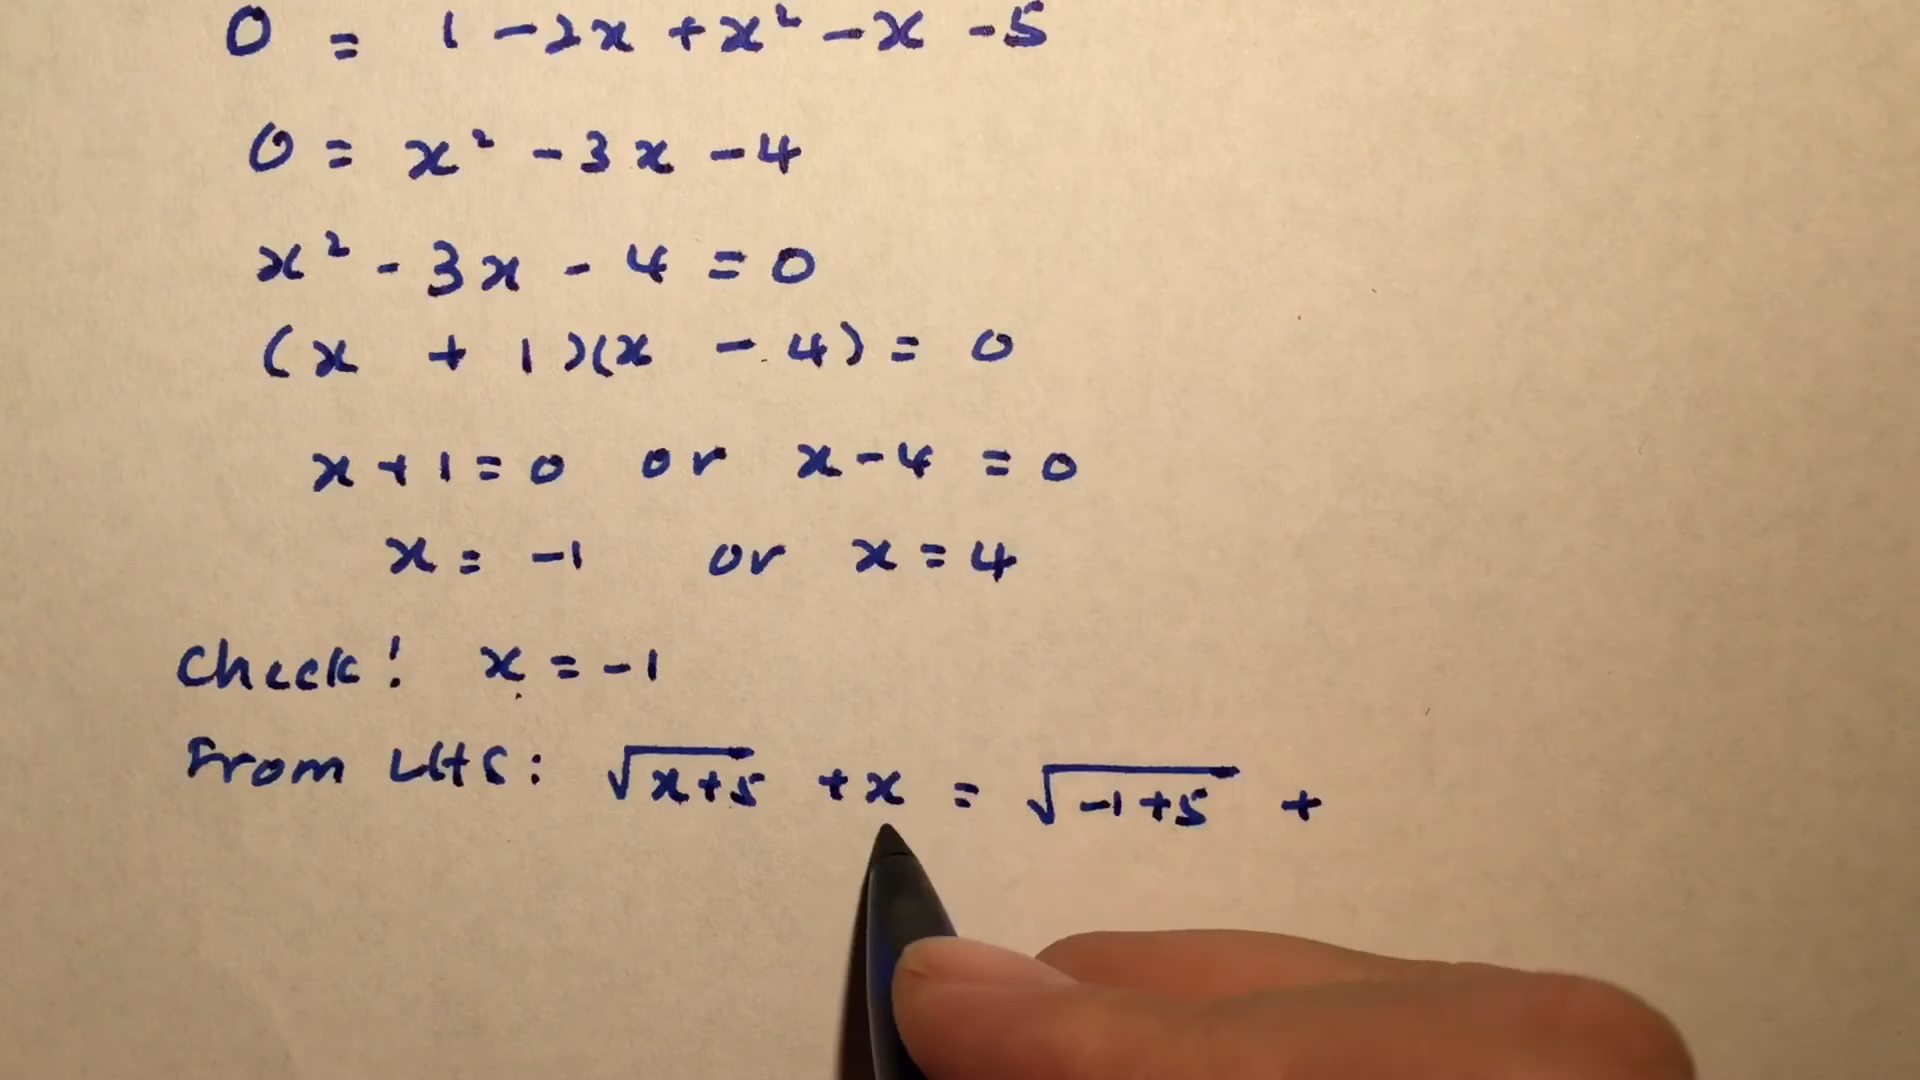 0 = 1 - 2x + x² - x - 5
0 = x² - 3x - 4
x² - 3x - 4 = 0
(x + 1)(x - 4) = 0
x + 1 = 0 or x - 4 = 0
x = -1 or x = 4
Check! x = -1
From LHS: √(x+5) + x = √(-1+5) +